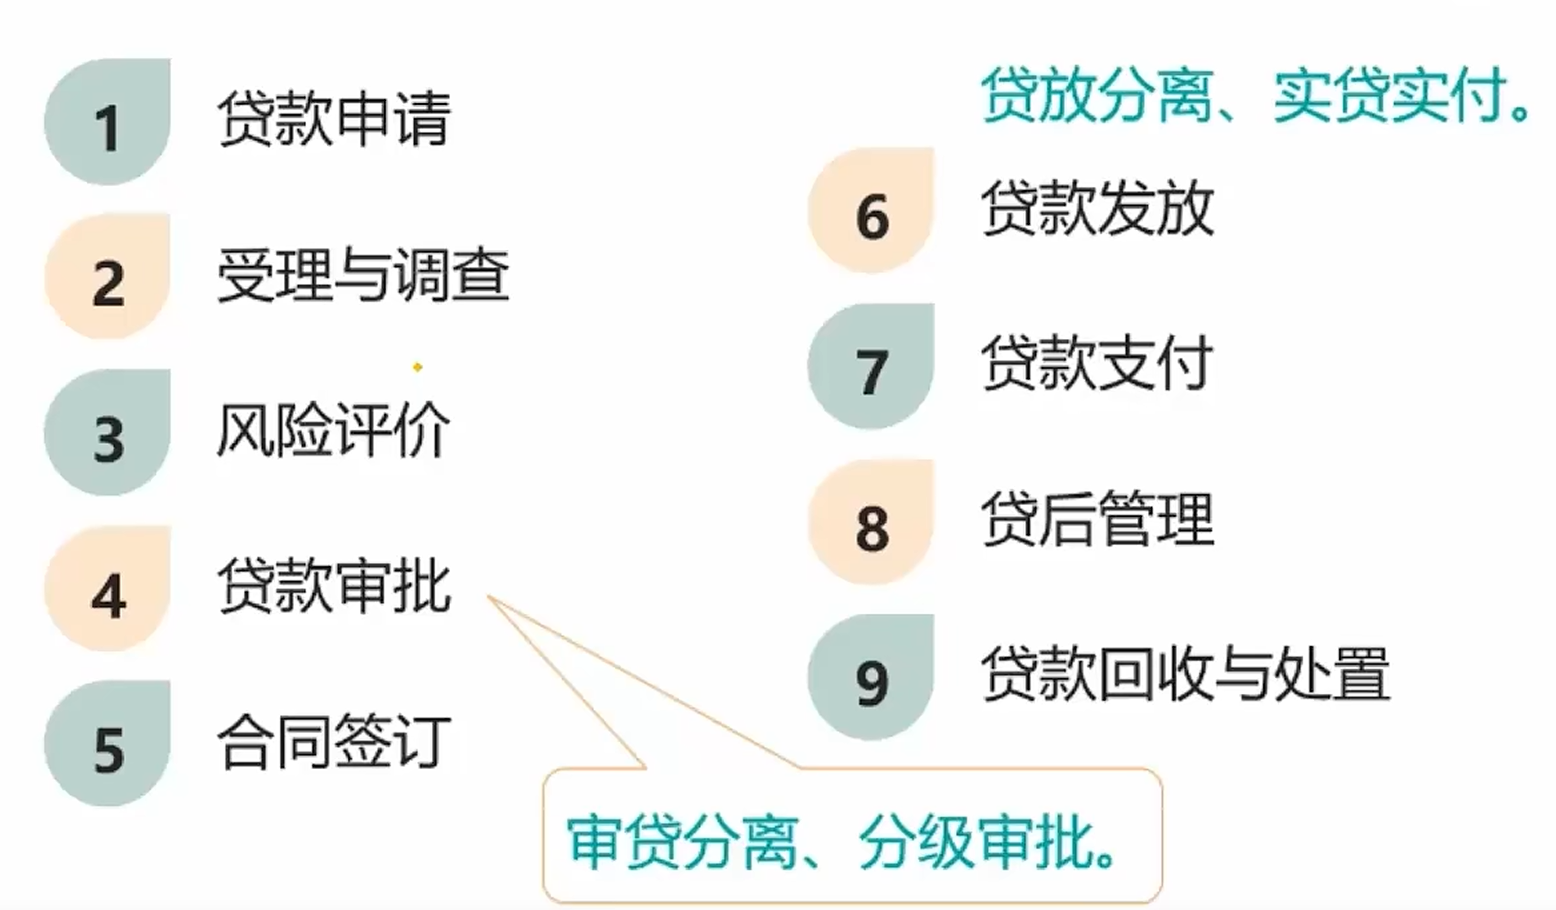 1 贷款申请
2 受理与调查
3 风险评价
4 贷款审批
5 合同签订
审贷分离、分级审批。
贷放分离、实贷实付。
6 贷款发放
7 贷款支付
8 贷后管理
9 贷款回收与处置